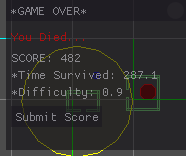 *GAME OVER*
You Died...
SCORE: 482
*Time Survived: 287.1
*Difficulty: 0.9
Submit Score